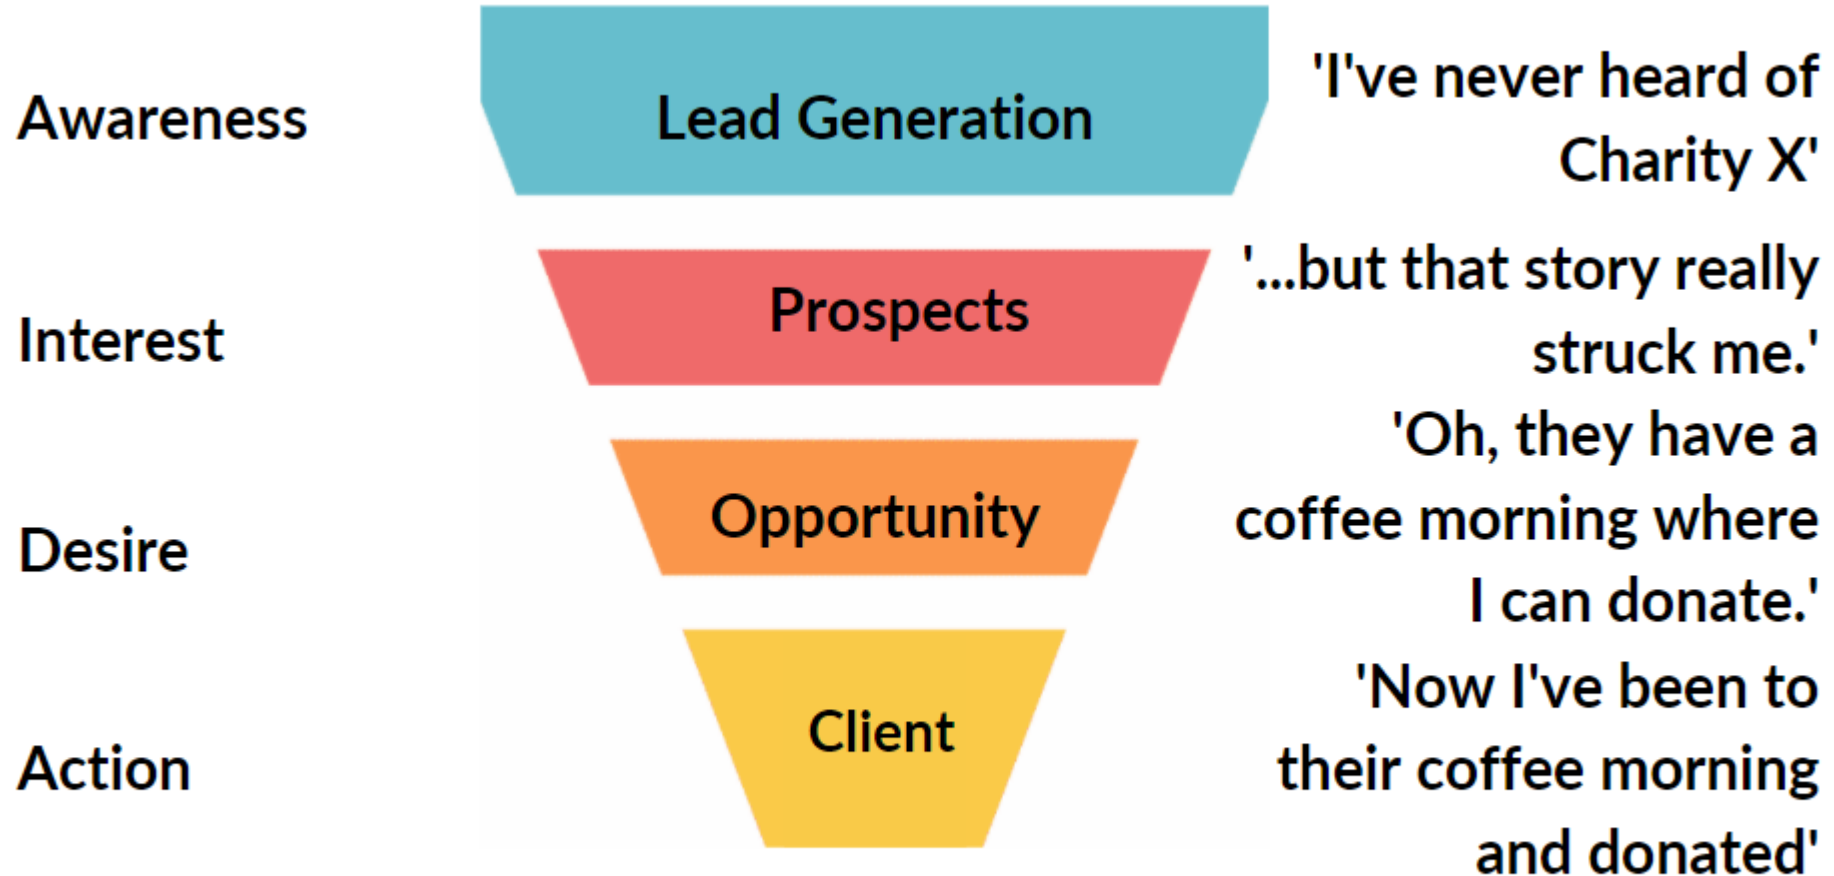 Awareness
Lead Generation
'I've never heard of
Charity X'
Interest
Prospects
'...but that story really
struck me.'
Desire
Opportunity
'Oh, they have a
coffee morning where
I can donate.'
Action
Client
'Now I've been to
their coffee morning
and donated'